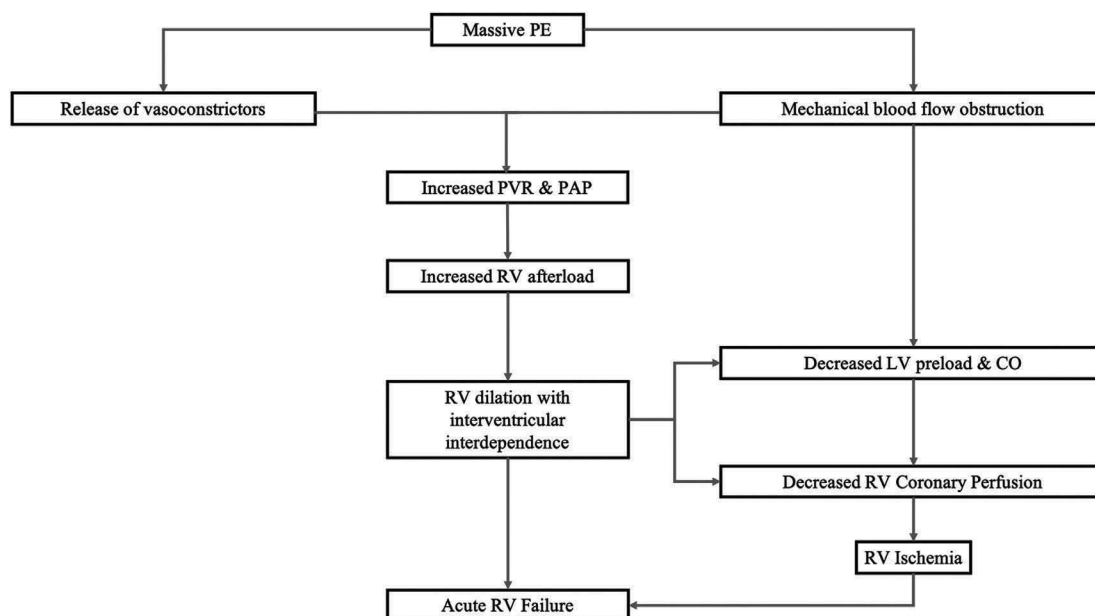 Massive PE
Release of vasoconstrictors
Mechanical blood flow obstruction
Increased PVR & PAP
Increased RV afterload
Decreased LV preload & CO
RV dilation with
interventricular
interdependence
Decreased RV Coronary Perfusion
RV Ischemia
Acute RV Failure